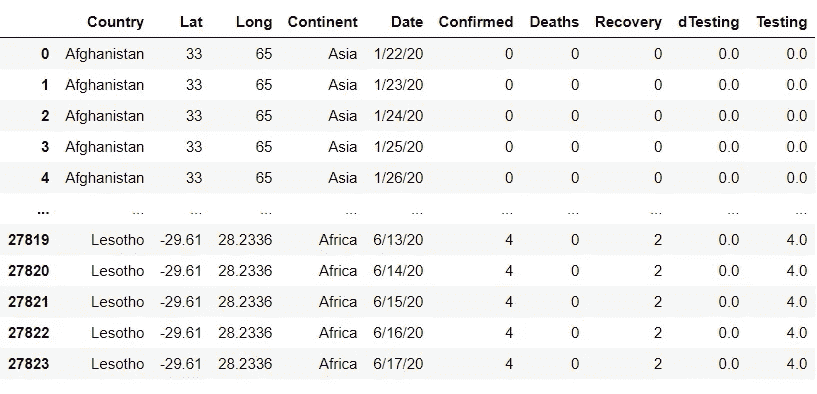 Country Lat Long Continent Date Confirmed Deaths Recovery dTesting Testing
0 Afghanistan 33 65 Asia 1/22/20 0 0 0 0.0 0.0
1 Afghanistan 33 65 Asia 1/23/20 0 0 0 0.0 0.0
2 Afghanistan 33 65 Asia 1/24/20 0 0 0 0.0 0.0
3 Afghanistan 33 65 Asia 1/25/20 0 0 0 0.0 0.0
4 Afghanistan 33 65 Asia 1/26/20 0 0 0 0.0 0.0
... ... ... ... ... ... ... ... ... ... ...
27819 Lesotho -29.61 28.2336 Africa 6/13/20 4 0 2 0.0 4.0
27820 Lesotho -29.61 28.2336 Africa 6/14/20 4 0 2 0.0 4.0
27821 Lesotho -29.61 28.2336 Africa 6/15/20 4 0 2 0.0 4.0
27822 Lesotho -29.61 28.2336 Africa 6/16/20 4 0 2 0.0 4.0
27823 Lesotho -29.61 28.2336 Africa 6/17/20 4 0 2 0.0 4.0